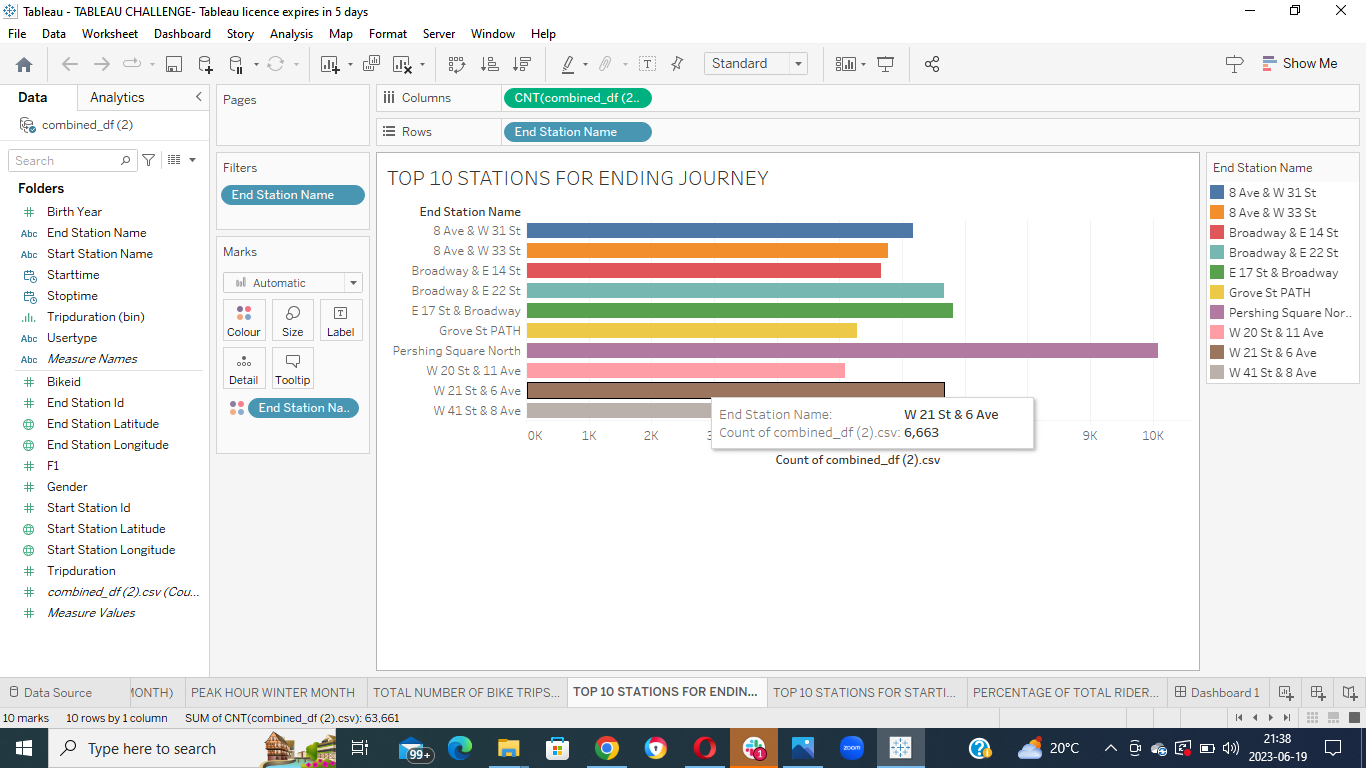 Tableau - TABLEAU CHALLENGE- Tableau licence expires in 5 days
File Data Worksheet Dashboard Story Analysis Map Format Server Window Help
Standard
Show Me
Data Analytics
combined_df (2)
Search
Folders
Birth Year
Abc End Station Name
Abc Start Station Name
Starttime
Stoptime
Tripduration (bin)
Abc Usertype
Abc Measure Names
Bikeid
End Station Id
End Station Latitude
End Station Longitude
F1
Gender
Start Station Id
Start Station Latitude
Start Station Longitude
Tripduration
combined_df (2).csv (Cou...
Measure Values
Pages
Filters
End Station Name
Marks
Automatic
Colour Size Label
Detail Tooltip
End Station Na..
Columns CNT(combined_df (2..
Rows End Station Name
TOP 10 STATIONS FOR ENDING JOURNEY
End Station Name
8 Ave & W 31 St
8 Ave & W 33 St
Broadway & E 14 St
Broadway & E 22 St
E 17 St & Broadway
Grove St PATH
Pershing Square North
W 20 St & 11 Ave
W 21 St & 6 Ave
W 41 St & 8 Ave
0K 1K 2K 9K 10K
Count of combined_df (2).csv
End Station Name: W 21 St & 6 Ave
Count of combined_df (2).csv: 6,663
End Station Name
8 Ave & W 31 St
8 Ave & W 33 St
Broadway & E 14 St
Broadway & E 22 St
E 17 St & Broadway
Grove St PATH
Pershing Square Nor..
W 20 St & 11 Ave
W 21 St & 6 Ave
W 41 St & 8 Ave
Data Source MONTH) PEAK HOUR WINTER MONTH TOTAL NUMBER OF BIKE TRIPS... TOP 10 STATIONS FOR ENDIN... TOP 10 STATIONS FOR STARTI... PERCENTAGE OF TOTAL RIDER... Dashboard 1
10 marks 10 rows by 1 column SUM of CNT(combined_df (2).csv): 63,661
Type here to search
99+
1
zoom
20°C
21:38
2023-06-19